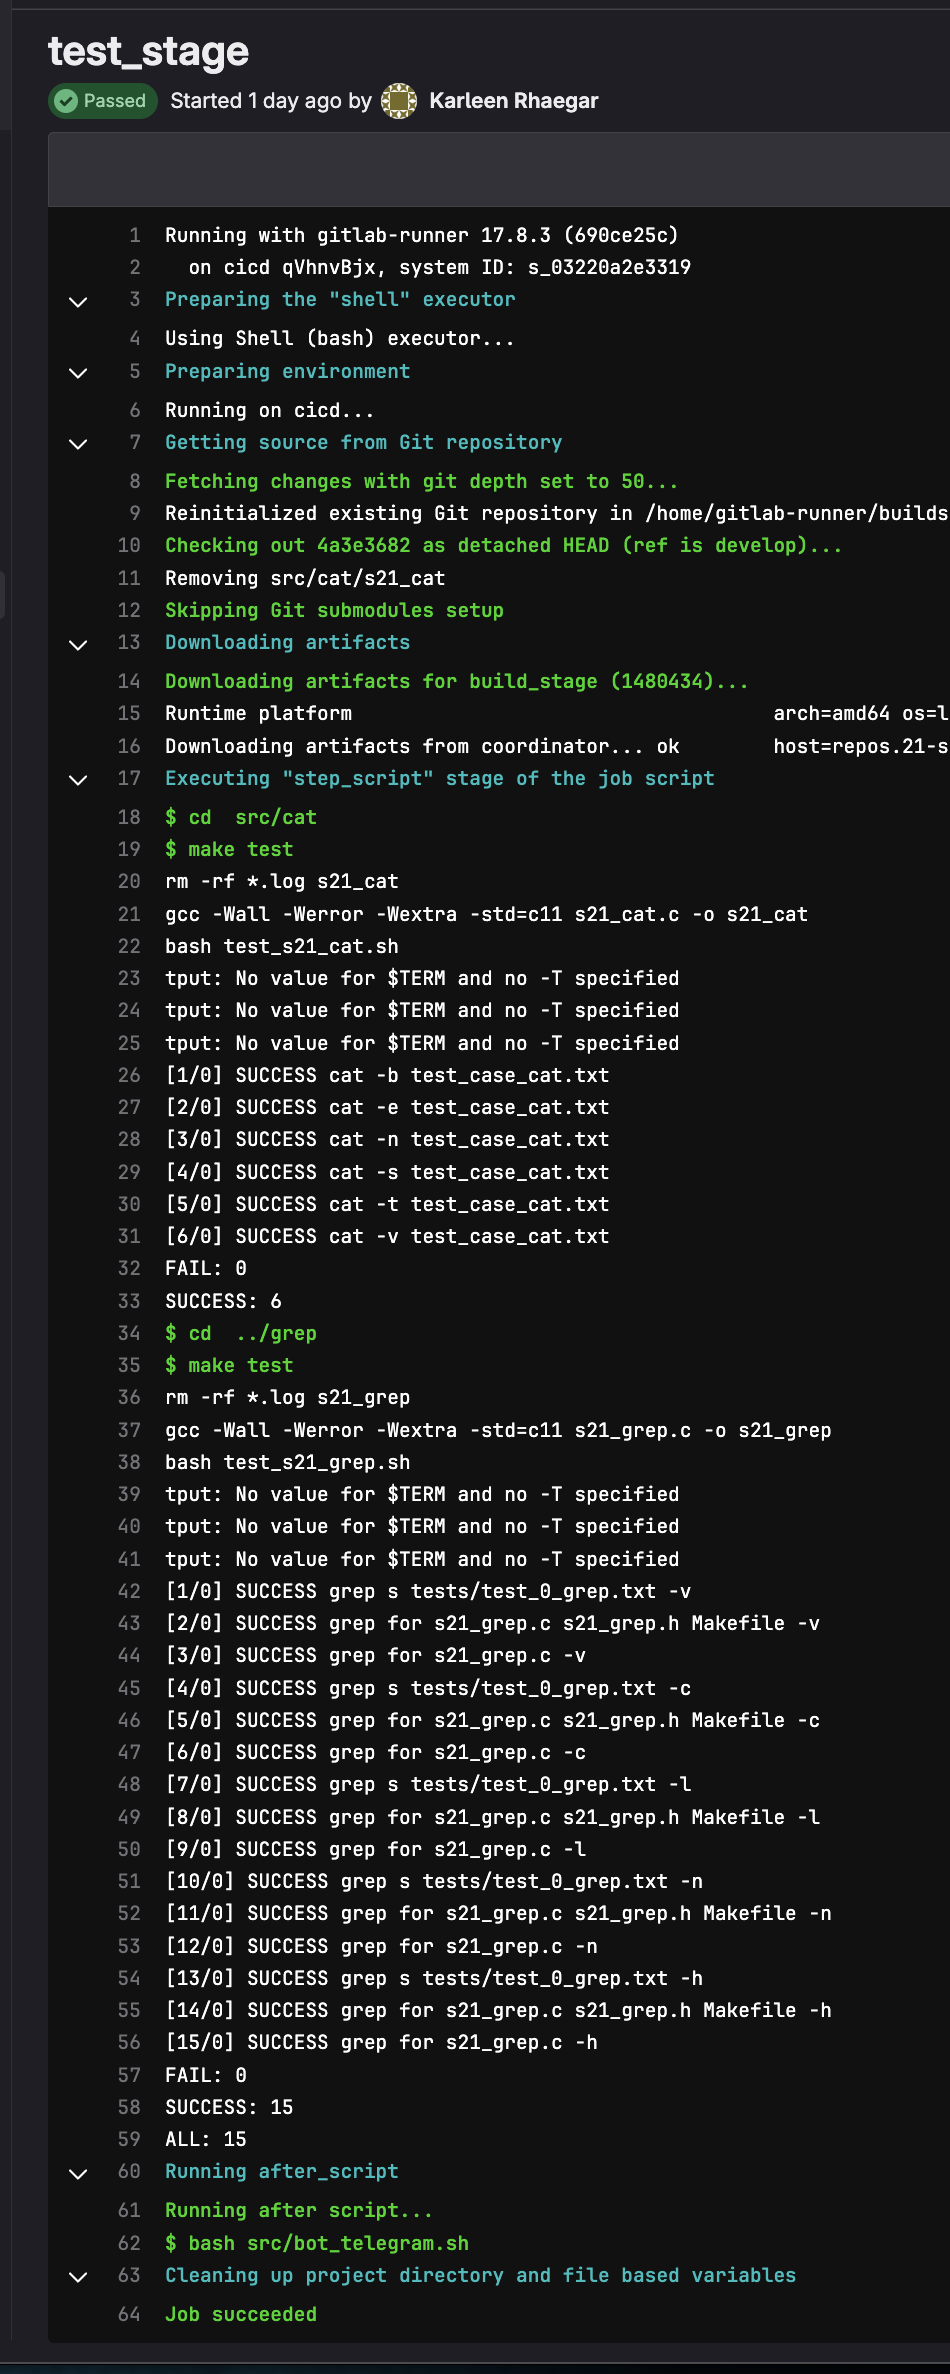 test_stage
Passed Started 1 day ago by Karleen Rhaegar
1 Running with gitlab-runner 17.8.3 (690ce25c)
2 on cicd qVhnvBjx, system ID: s_03220a2e3319
3 Preparing the "shell" executor
4 Using Shell (bash) executor...
5 Preparing environment
6 Running on cicd...
7 Getting source from Git repository
8 Fetching changes with git depth set to 50...
9 Reinitialized existing Git repository in /home/gitlab-runner/builds
10 Checking out 4a3e3682 as detached HEAD (ref is develop)...
11 Removing src/cat/s21_cat
12 Skipping Git submodules setup
13 Downloading artifacts
14 Downloading artifacts for build_stage (1480434)...
15 Runtime platform arch=amd64 os=l
16 Downloading artifacts from coordinator... ok host=repos.21-s
17 Executing "step_script" stage of the job script
18 $ cd  src/cat
19 $ make test
20 rm -rf *.log s21_cat
21 gcc -Wall -Werror -Wextra -std=c11 s21_cat.c -o s21_cat
22 bash test_s21_cat.sh
23 tput: No value for $TERM and no -T specified
24 tput: No value for $TERM and no -T specified
25 tput: No value for $TERM and no -T specified
26 [1/0] SUCCESS cat -b test_case_cat.txt
27 [2/0] SUCCESS cat -e test_case_cat.txt
28 [3/0] SUCCESS cat -n test_case_cat.txt
29 [4/0] SUCCESS cat -s test_case_cat.txt
30 [5/0] SUCCESS cat -t test_case_cat.txt
31 [6/0] SUCCESS cat -v test_case_cat.txt
32 FAIL: 0
33 SUCCESS: 6
34 $ cd  ../grep
35 $ make test
36 rm -rf *.log s21_grep
37 gcc -Wall -Werror -Wextra -std=c11 s21_grep.c -o s21_grep
38 bash test_s21_grep.sh
39 tput: No value for $TERM and no -T specified
40 tput: No value for $TERM and no -T specified
41 tput: No value for $TERM and no -T specified
42 [1/0] SUCCESS grep s tests/test_0_grep.txt -v
43 [2/0] SUCCESS grep for s21_grep.c s21_grep.h Makefile -v
44 [3/0] SUCCESS grep for s21_grep.c -v
45 [4/0] SUCCESS grep s tests/test_0_grep.txt -c
46 [5/0] SUCCESS grep for s21_grep.c s21_grep.h Makefile -c
47 [6/0] SUCCESS grep for s21_grep.c -c
48 [7/0] SUCCESS grep s tests/test_0_grep.txt -l
49 [8/0] SUCCESS grep for s21_grep.c s21_grep.h Makefile -l
50 [9/0] SUCCESS grep for s21_grep.c -l
51 [10/0] SUCCESS grep s tests/test_0_grep.txt -n
52 [11/0] SUCCESS grep for s21_grep.c s21_grep.h Makefile -n
53 [12/0] SUCCESS grep for s21_grep.c -n
54 [13/0] SUCCESS grep s tests/test_0_grep.txt -h
55 [14/0] SUCCESS grep for s21_grep.c s21_grep.h Makefile -h
56 [15/0] SUCCESS grep for s21_grep.c -h
57 FAIL: 0
58 SUCCESS: 15
59 ALL: 15
60 Running after_script
61 Running after script...
62 $ bash src/bot_telegram.sh
63 Cleaning up project directory and file based variables
64 Job succeeded